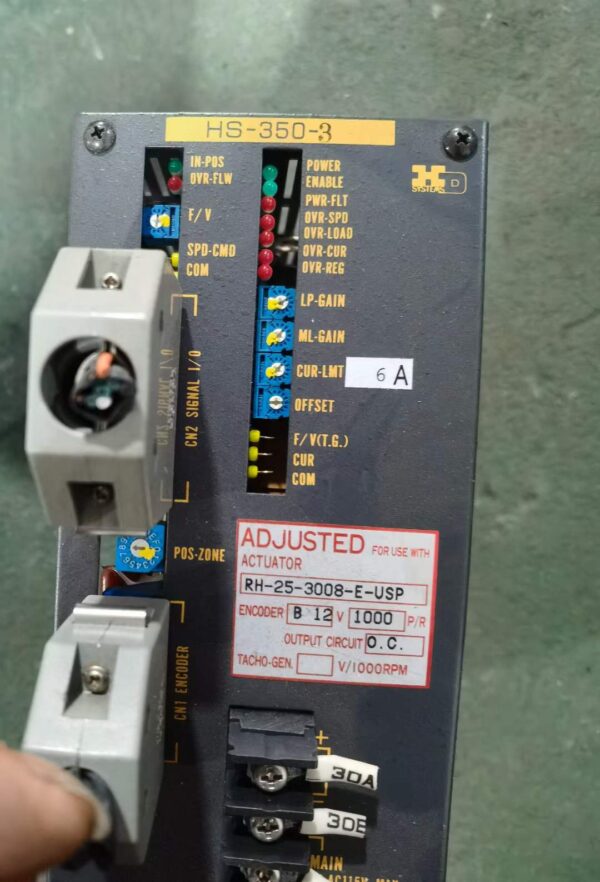 HS-350-3
IN-POS
OVR-FLW
F/V
SPD-CMD
COM
POWER
ENABLE
PWR-FLT
OVR-SPD
OVR-LOAD
OVR-CUR
OVR-REG
HD
SYSTEMS
LP-GAIN
ML-GAIN
CUR-LMT 6 A
OFFSET
F/V(T.G.)
CUR
COM
CN2 SIGNAL I/O
POS-ZONE
CN1 ENCODER
ADJUSTED FOR USE WITH
ACTUATOR
RH-25-3008-E-USP
ENCODER B 12 V 1000 P/R
OUTPUT CIRCUIT O.C.
TACHO-GEN. V/1000RPM
+
30A
30B
MAIN
AC115V MAX